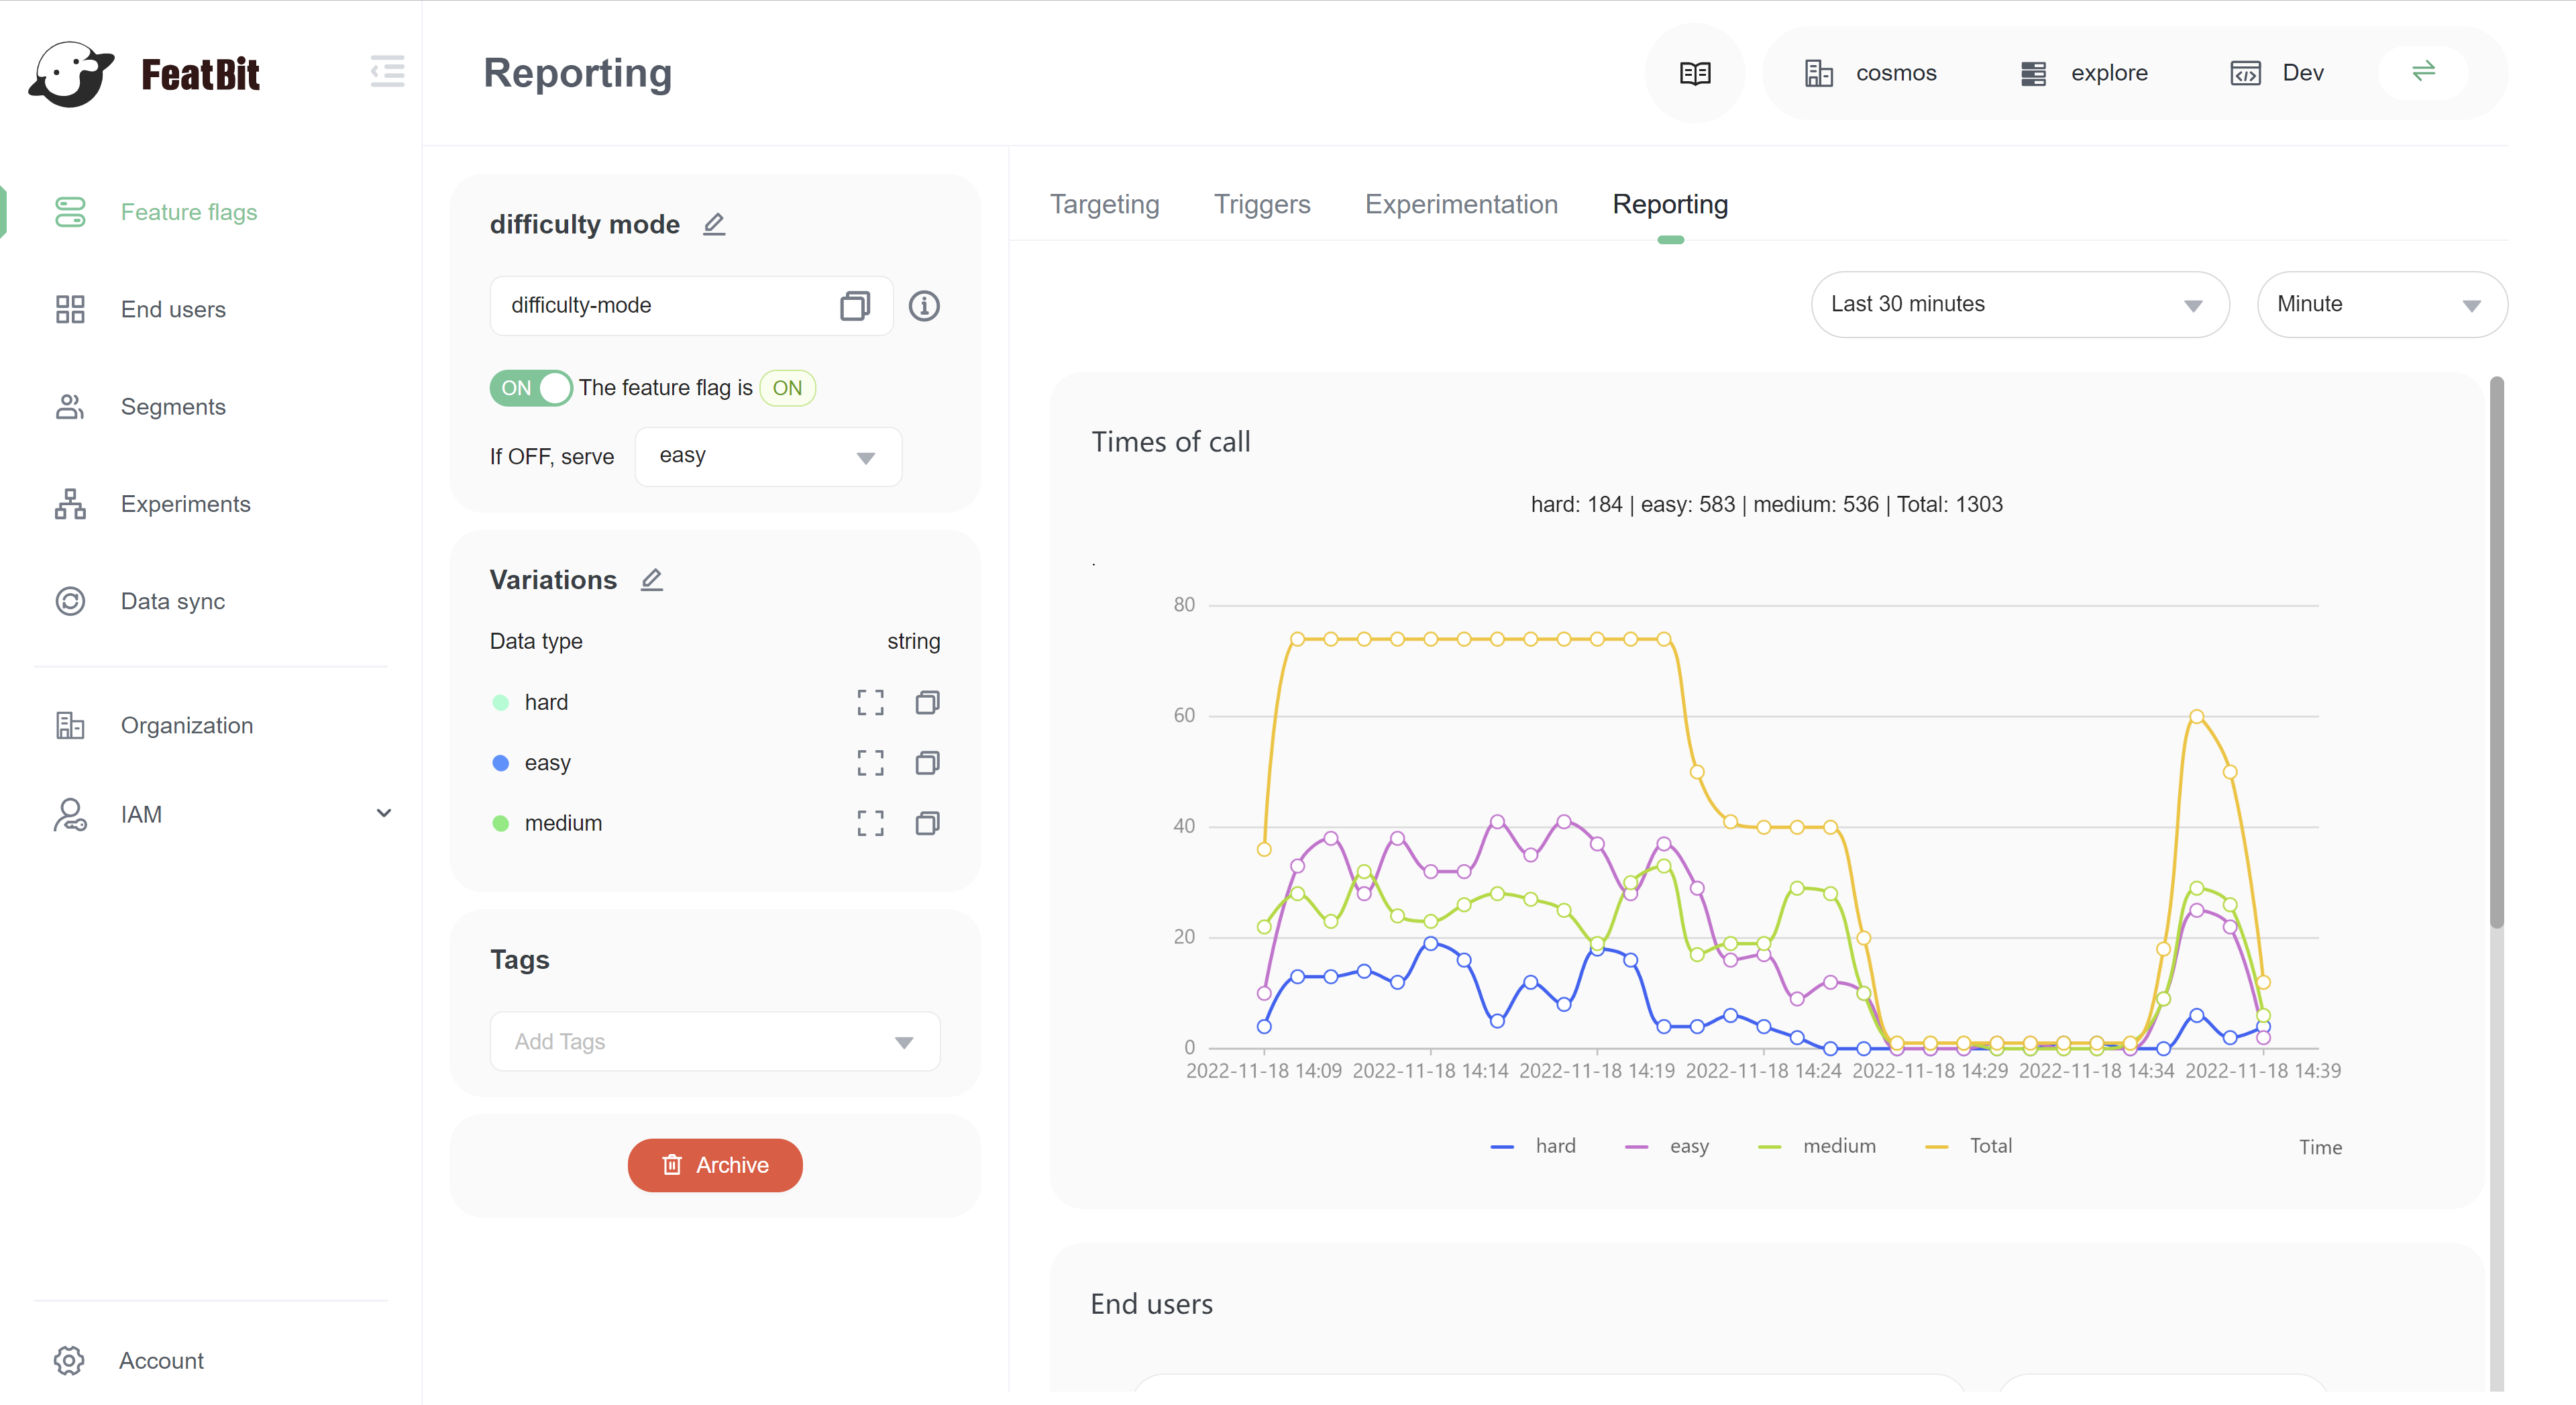 FeatBit
Feature flags
End users
Segments
Experiments
Data sync
Organization
IAM
Account
Reporting
cosmos
explore
Dev
difficulty mode
difficulty-mode
ON The feature flag is ON
If OFF, serve easy
Variations
Data type string
hard
easy
medium
Tags
Add Tags
Archive
Targeting Triggers Experimentation Reporting
Last 30 minutes Minute
Times of call
hard: 184 | easy: 583 | medium: 536 | Total: 1303
.
80
60
40
20
0
2022-11-18 14:09 2022-11-18 14:14 2022-11-18 14:19 2022-11-18 14:24 2022-11-18 14:29 2022-11-18 14:34 2022-11-18 14:39
hard easy medium Total Time
End users